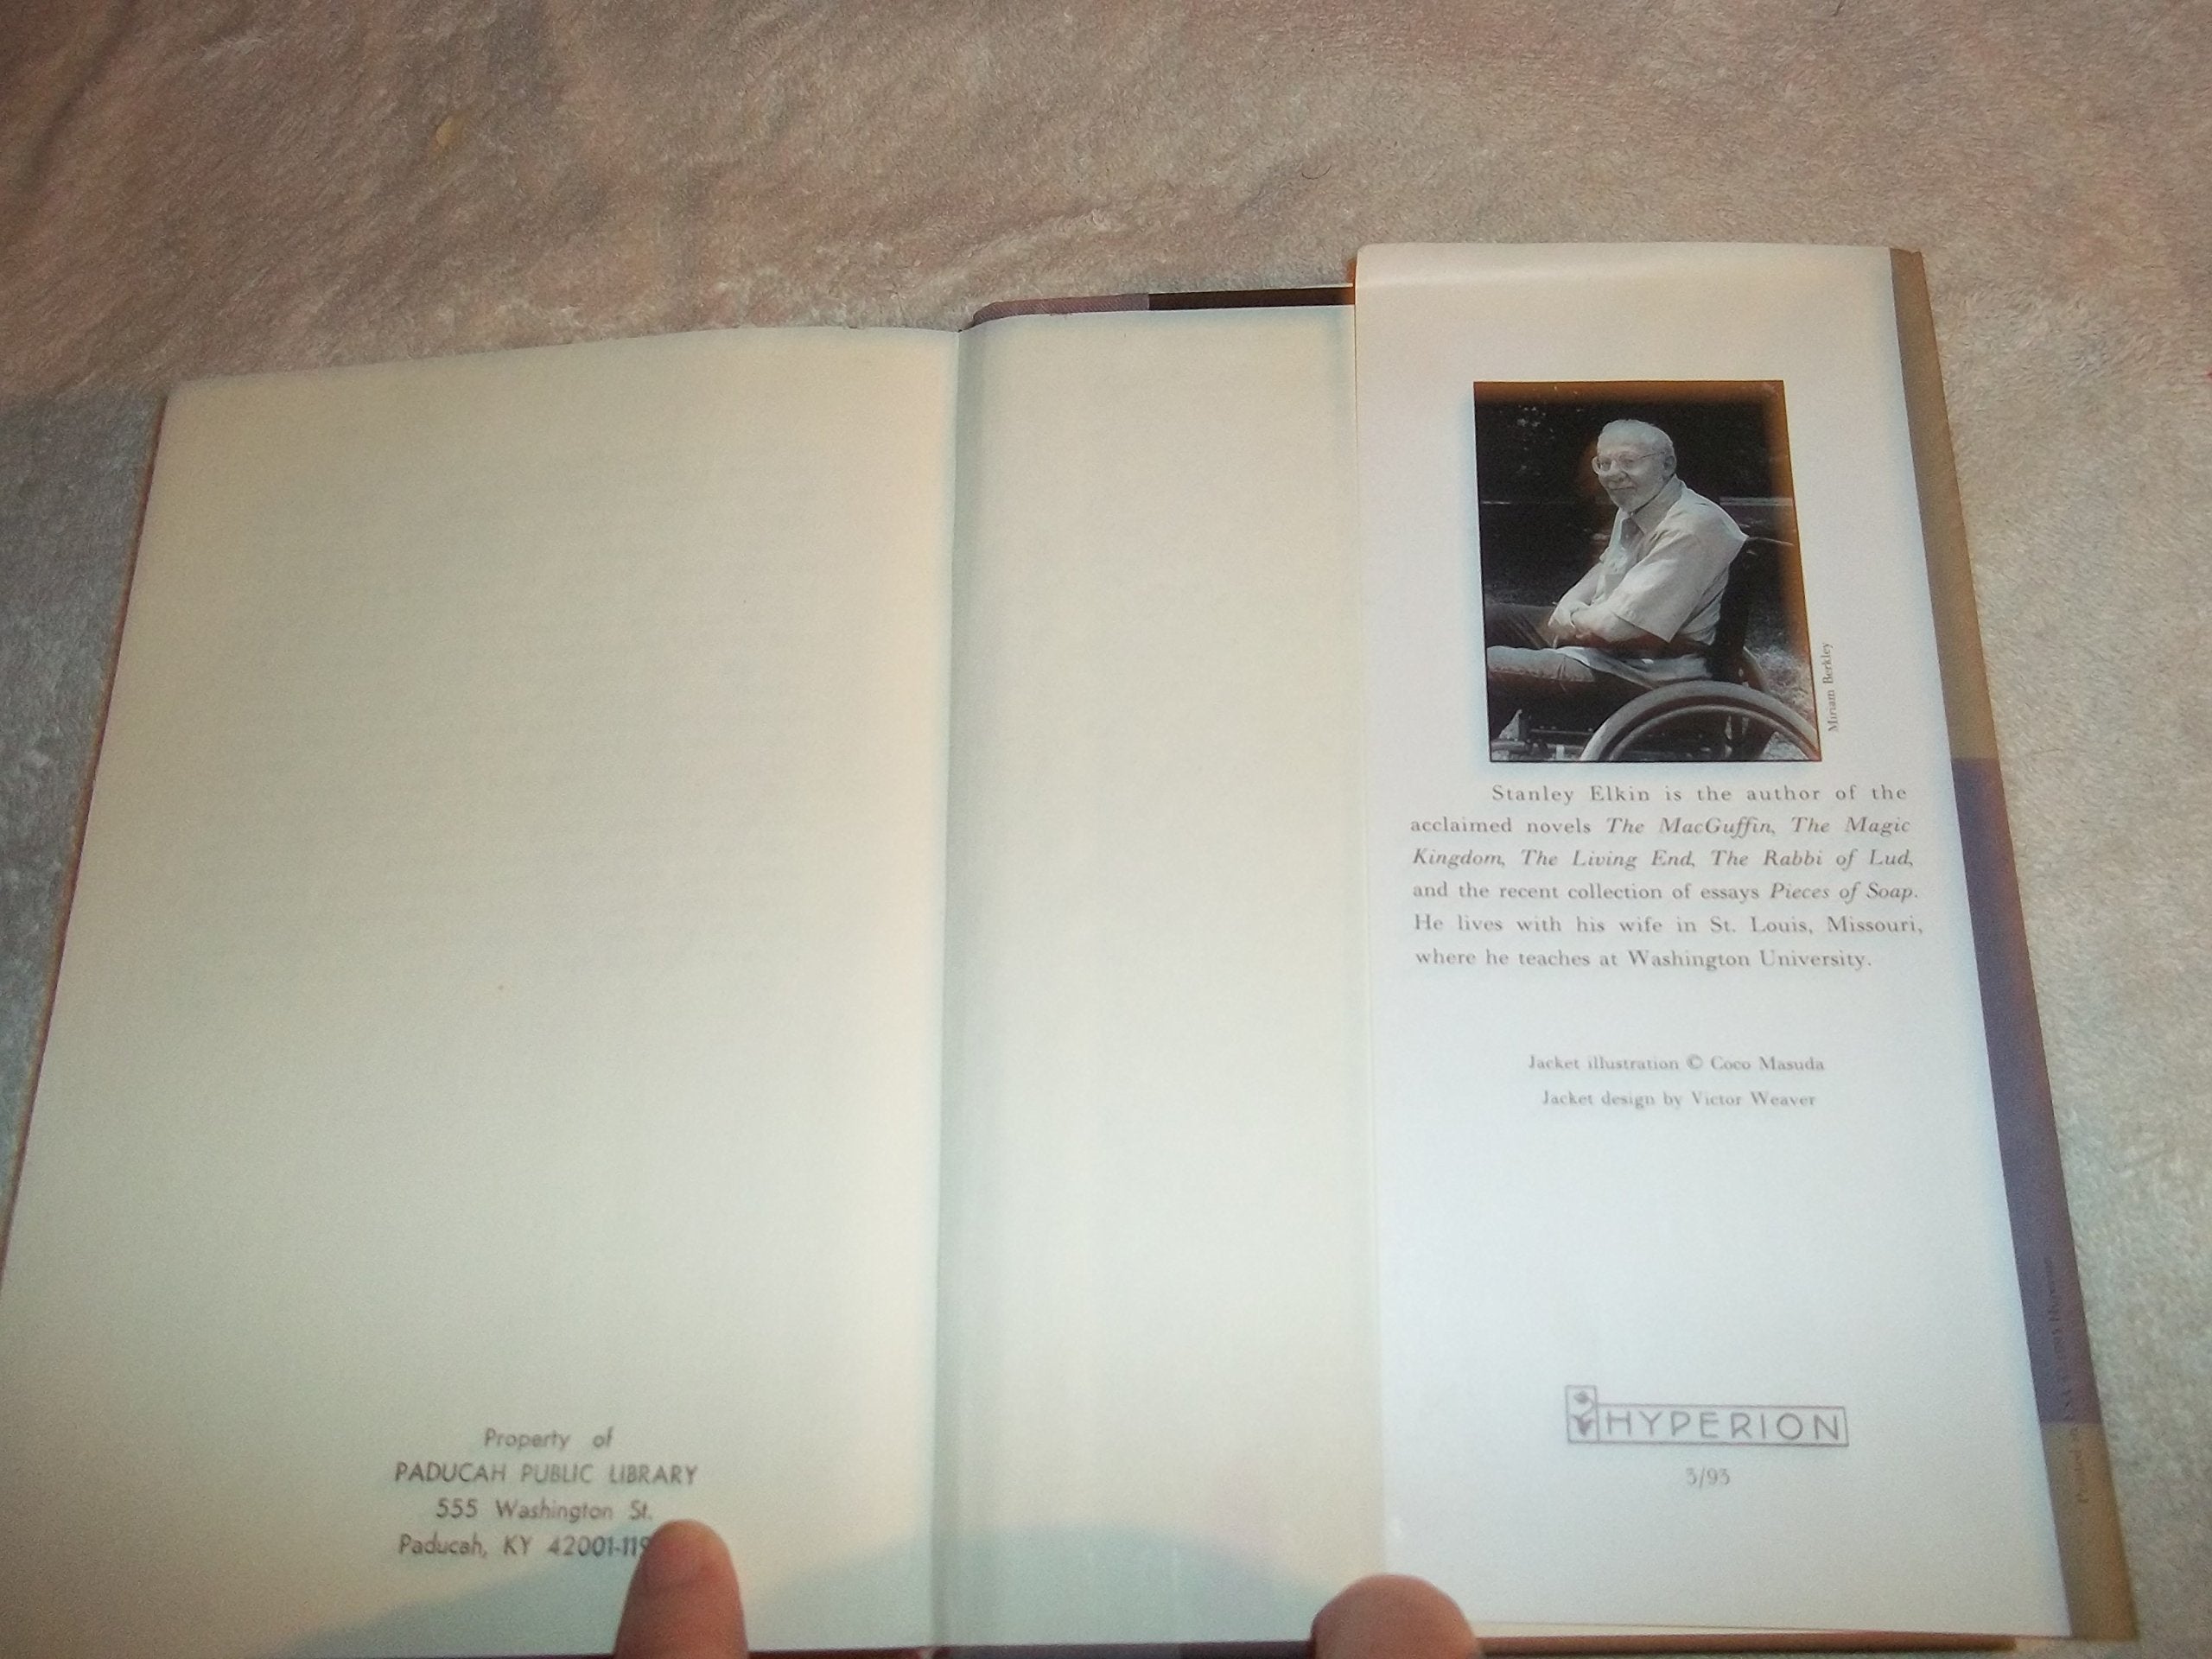 Property of
PADUCAH PUBLIC LIBRARY
555 Washington St.
Paducah, KY
Miriam Berkley
Stanley Elkin is the author of the
acclaimed novels The MacGuffin, The Magic
Kingdom, The Living End, The Rabbi of Lud,
and the recent collection of essays Pieces of Soap.
He lives with his wife in St. Louis, Missouri,
where he teaches at Washington University.
Jacket illustration © Coco Masuda
Jacket design by Victor Weaver
HYPERION
3/93